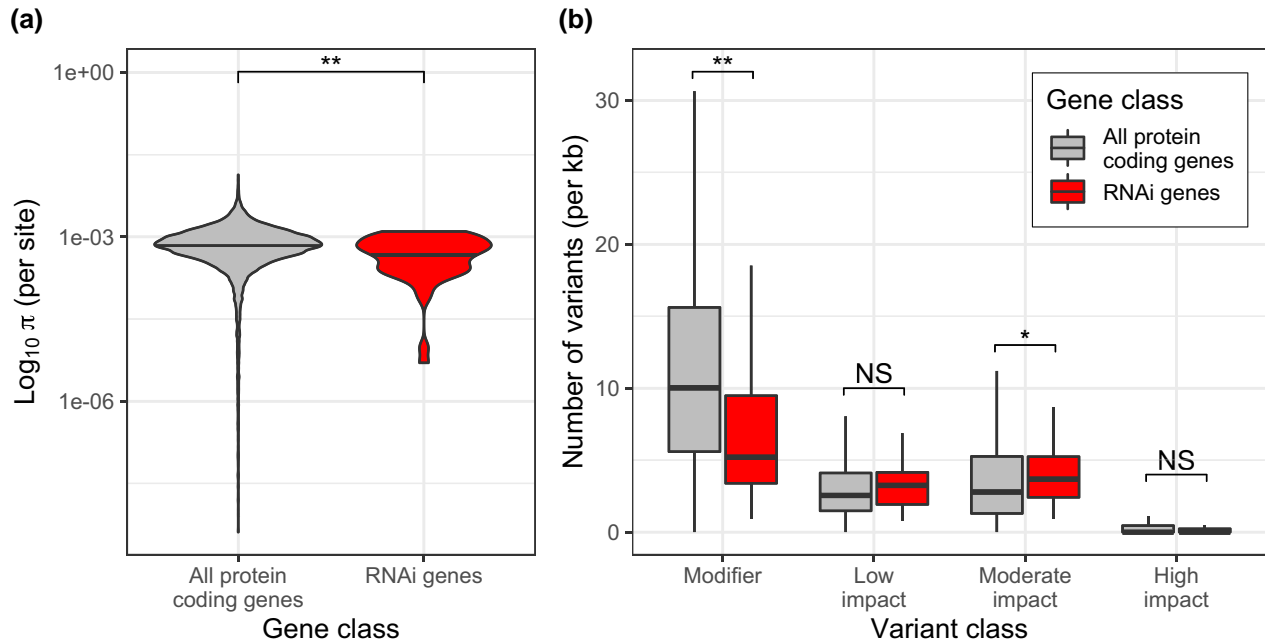 (a)
Log₁₀ π (per site)
1e+00
1e-03
1e-06
**
All protein
coding genes
RNAi genes
Gene class
(b)
Number of variants (per kb)
30
20
10
0
**
NS
*
NS
Gene class
All protein
coding genes
RNAi genes
Modifier
Low
impact
Moderate
impact
High
impact
Variant class